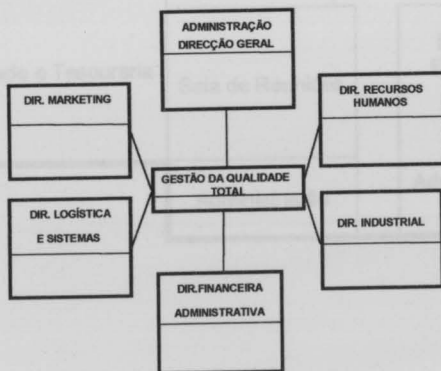 ADMINISTRAÇÃO
DIRECÇÃO GERAL
DIR. MARKETING
DIR. RECURSOS
HUMANOS
GESTÃO DA QUALIDADE
TOTAL
DIR. LOGÍSTICA
E SISTEMAS
DIR. INDUSTRIAL
DIR.FINANCEIRA
ADMINISTRATIVA